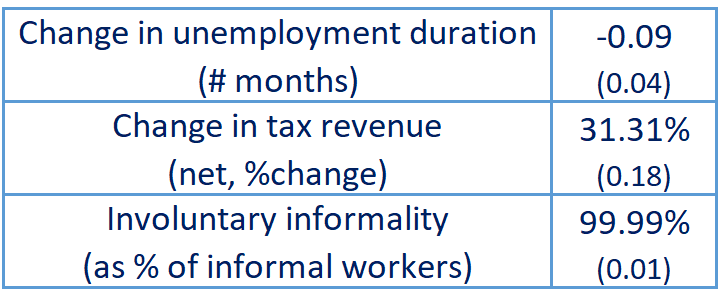 Change in unemployment duration -0.09
(# months) (0.04)
Change in tax revenue 31.31%
(net, %change) (0.18)
Involuntary informality 99.99%
(as % of informal workers) (0.01)